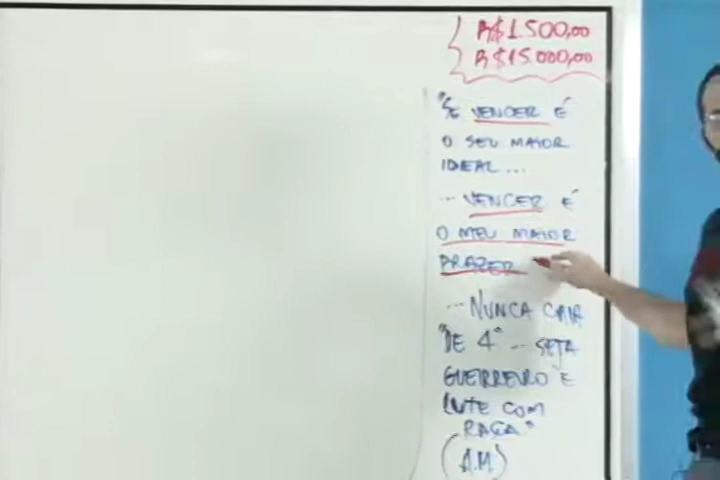 R$1.500,00
R$15.000,00
"SE VENCER É
O SEU MAIOR
IDEAL...
... VENCER É
O MEU MAIOR
PRAZER
... NUNCA CAIA
"DE 4" ... SEJA
GUERREIRO E
LUTE COM
RAÇA"
(A.M)